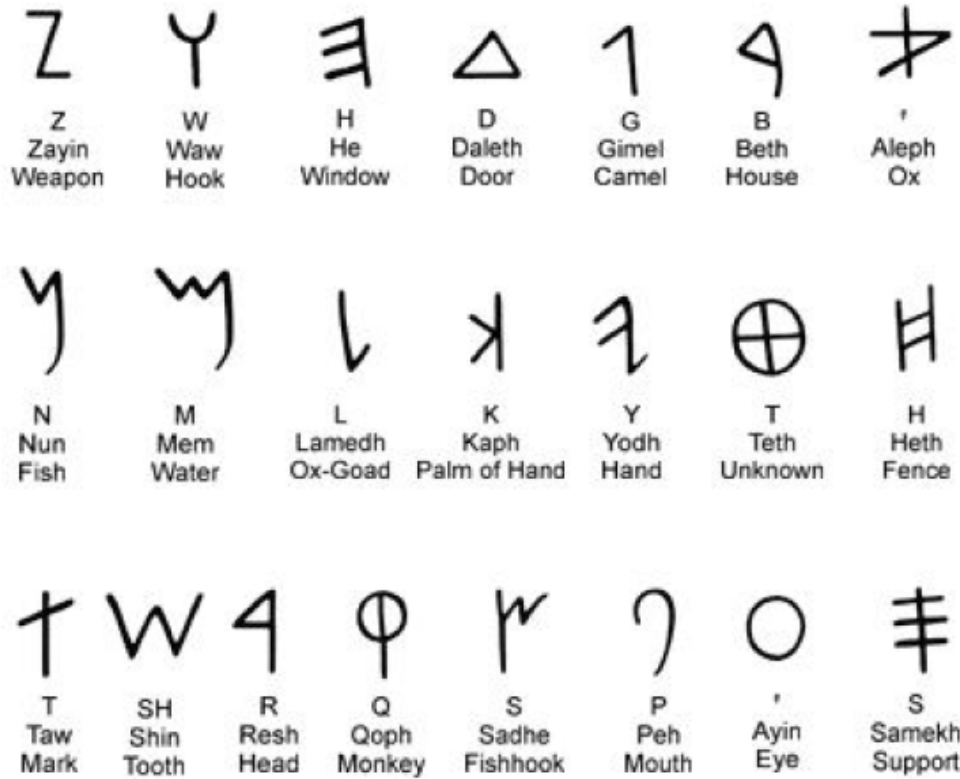 𐤀 𐤁 𐤂 𐤃 𐤄 𐤅 𐤆
Z W H D G B '
Zayin Waw He Daleth Gimel Beth Aleph
Weapon Hook Window Door Camel House Ox
𐤇 𐤈 𐤉 𐤊 𐤋 𐤌 𐤍
N M L K Y T H
Nun Mem Lamedh Kaph Yodh Teth Heth
Fish Water Ox-Goad Palm of Hand Hand Unknown Fence
𐤎 𐤏 𐤐 𐤑 𐤒 𐤓 𐤔 𐤕
T SH R Q S P ' S
Taw Shin Resh Qoph Sadhe Peh Ayin Samekh
Mark Tooth Head Monkey Fishhook Mouth Eye Support